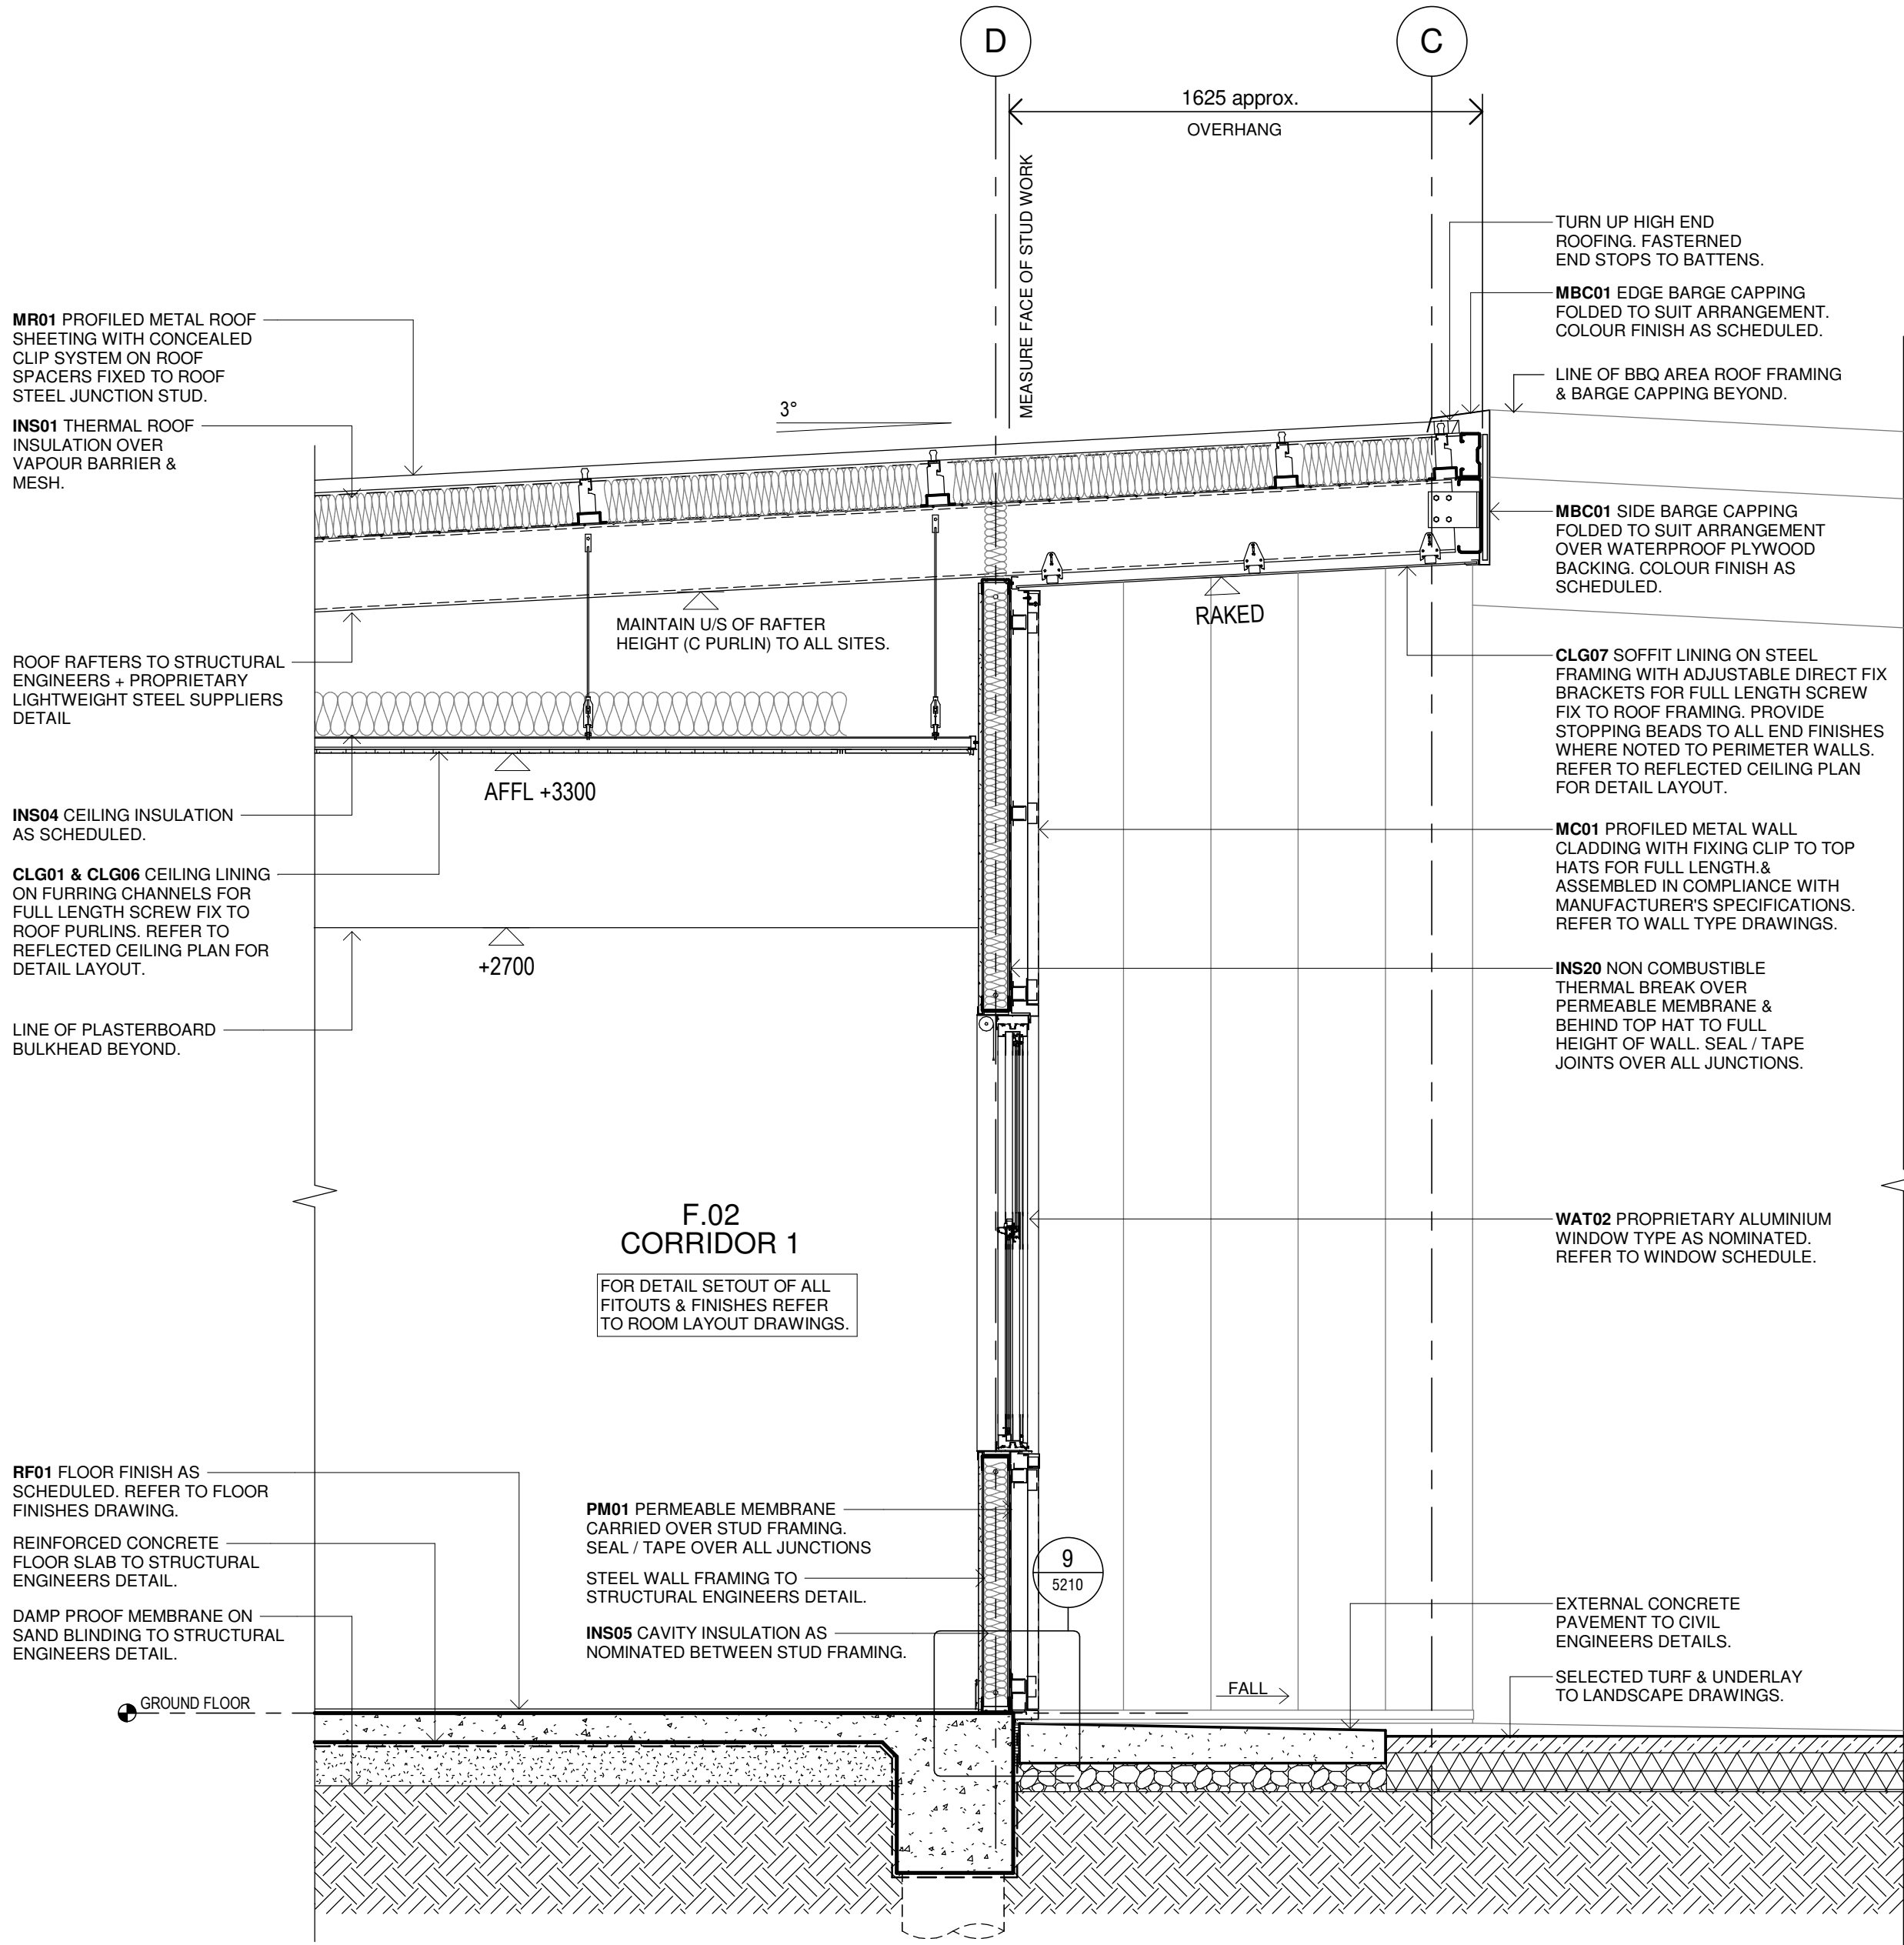 D
C
1625 approx.
OVERHANG
MEASURE FACE OF STUD WORK
3°
MR01 PROFILED METAL ROOF
SHEETING WITH CONCEALED
CLIP SYSTEM ON ROOF
SPACERS FIXED TO ROOF
STEEL JUNCTION STUD.
INS01 THERMAL ROOF
INSULATION OVER
VAPOUR BARRIER &
MESH.
ROOF RAFTERS TO STRUCTURAL
ENGINEERS + PROPRIETARY
LIGHTWEIGHT STEEL SUPPLIERS
DETAIL
INS04 CEILING INSULATION
AS SCHEDULED.
CLG01 & CLG06 CEILING LINING
ON FURRING CHANNELS FOR
FULL LENGTH SCREW FIX TO
ROOF PURLINS. REFER TO
REFLECTED CEILING PLAN FOR
DETAIL LAYOUT.
LINE OF PLASTERBOARD
BULKHEAD BEYOND.
RF01 FLOOR FINISH AS
SCHEDULED. REFER TO FLOOR
FINISHES DRAWING.
REINFORCED CONCRETE
FLOOR SLAB TO STRUCTURAL
ENGINEERS DETAIL.
DAMP PROOF MEMBRANE ON
SAND BLINDING TO STRUCTURAL
ENGINEERS DETAIL.
GROUND FLOOR
MAINTAIN U/S OF RAFTER
HEIGHT (C PURLIN) TO ALL SITES.
RAKED
AFFL +3300
+2700
F.02
CORRIDOR 1
FOR DETAIL SETOUT OF ALL
FITOUTS & FINISHES REFER
TO ROOM LAYOUT DRAWINGS.
PM01 PERMEABLE MEMBRANE
CARRIED OVER STUD FRAMING.
SEAL / TAPE OVER ALL JUNCTIONS
STEEL WALL FRAMING TO
STRUCTURAL ENGINEERS DETAIL.
INS05 CAVITY INSULATION AS
NOMINATED BETWEEN STUD FRAMING.
9
5210
FALL
TURN UP HIGH END
ROOFING. FASTERNED
END STOPS TO BATTENS.
MBC01 EDGE BARGE CAPPING
FOLDED TO SUIT ARRANGEMENT.
COLOUR FINISH AS SCHEDULED.
LINE OF BBQ AREA ROOF FRAMING
& BARGE CAPPING BEYOND.
MBC01 SIDE BARGE CAPPING
FOLDED TO SUIT ARRANGEMENT
OVER WATERPROOF PLYWOOD
BACKING. COLOUR FINISH AS
SCHEDULED.
CLG07 SOFFIT LINING ON STEEL
FRAMING WITH ADJUSTABLE DIRECT FIX
BRACKETS FOR FULL LENGTH SCREW
FIX TO ROOF FRAMING. PROVIDE
STOPPING BEADS TO ALL END FINISHES
WHERE NOTED TO PERIMETER WALLS.
REFER TO REFLECTED CEILING PLAN
FOR DETAIL LAYOUT.
MC01 PROFILED METAL WALL
CLADDING WITH FIXING CLIP TO TOP
HATS FOR FULL LENGTH.&
ASSEMBLED IN COMPLIANCE WITH
MANUFACTURER'S SPECIFICATIONS.
REFER TO WALL TYPE DRAWINGS.
INS20 NON COMBUSTIBLE
THERMAL BREAK OVER
PERMEABLE MEMBRANE &
BEHIND TOP HAT TO FULL
HEIGHT OF WALL. SEAL / TAPE
JOINTS OVER ALL JUNCTIONS.
WAT02 PROPRIETARY ALUMINIUM
WINDOW TYPE AS NOMINATED.
REFER TO WINDOW SCHEDULE.
EXTERNAL CONCRETE
PAVEMENT TO CIVIL
ENGINEERS DETAILS.
SELECTED TURF & UNDERLAY
TO LANDSCAPE DRAWINGS.